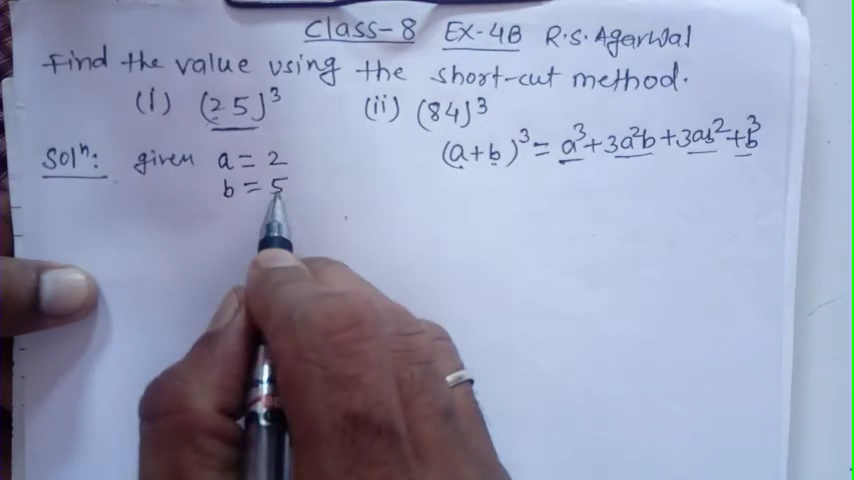 Class-8 EX-4B R.S. Agarwal
Find the value using the short-cut method.
(i) (25)³ (ii) (84)³
(a+b)³ = a³+3a²b+3ab²+b³
Solⁿ: given a = 2
b = 5